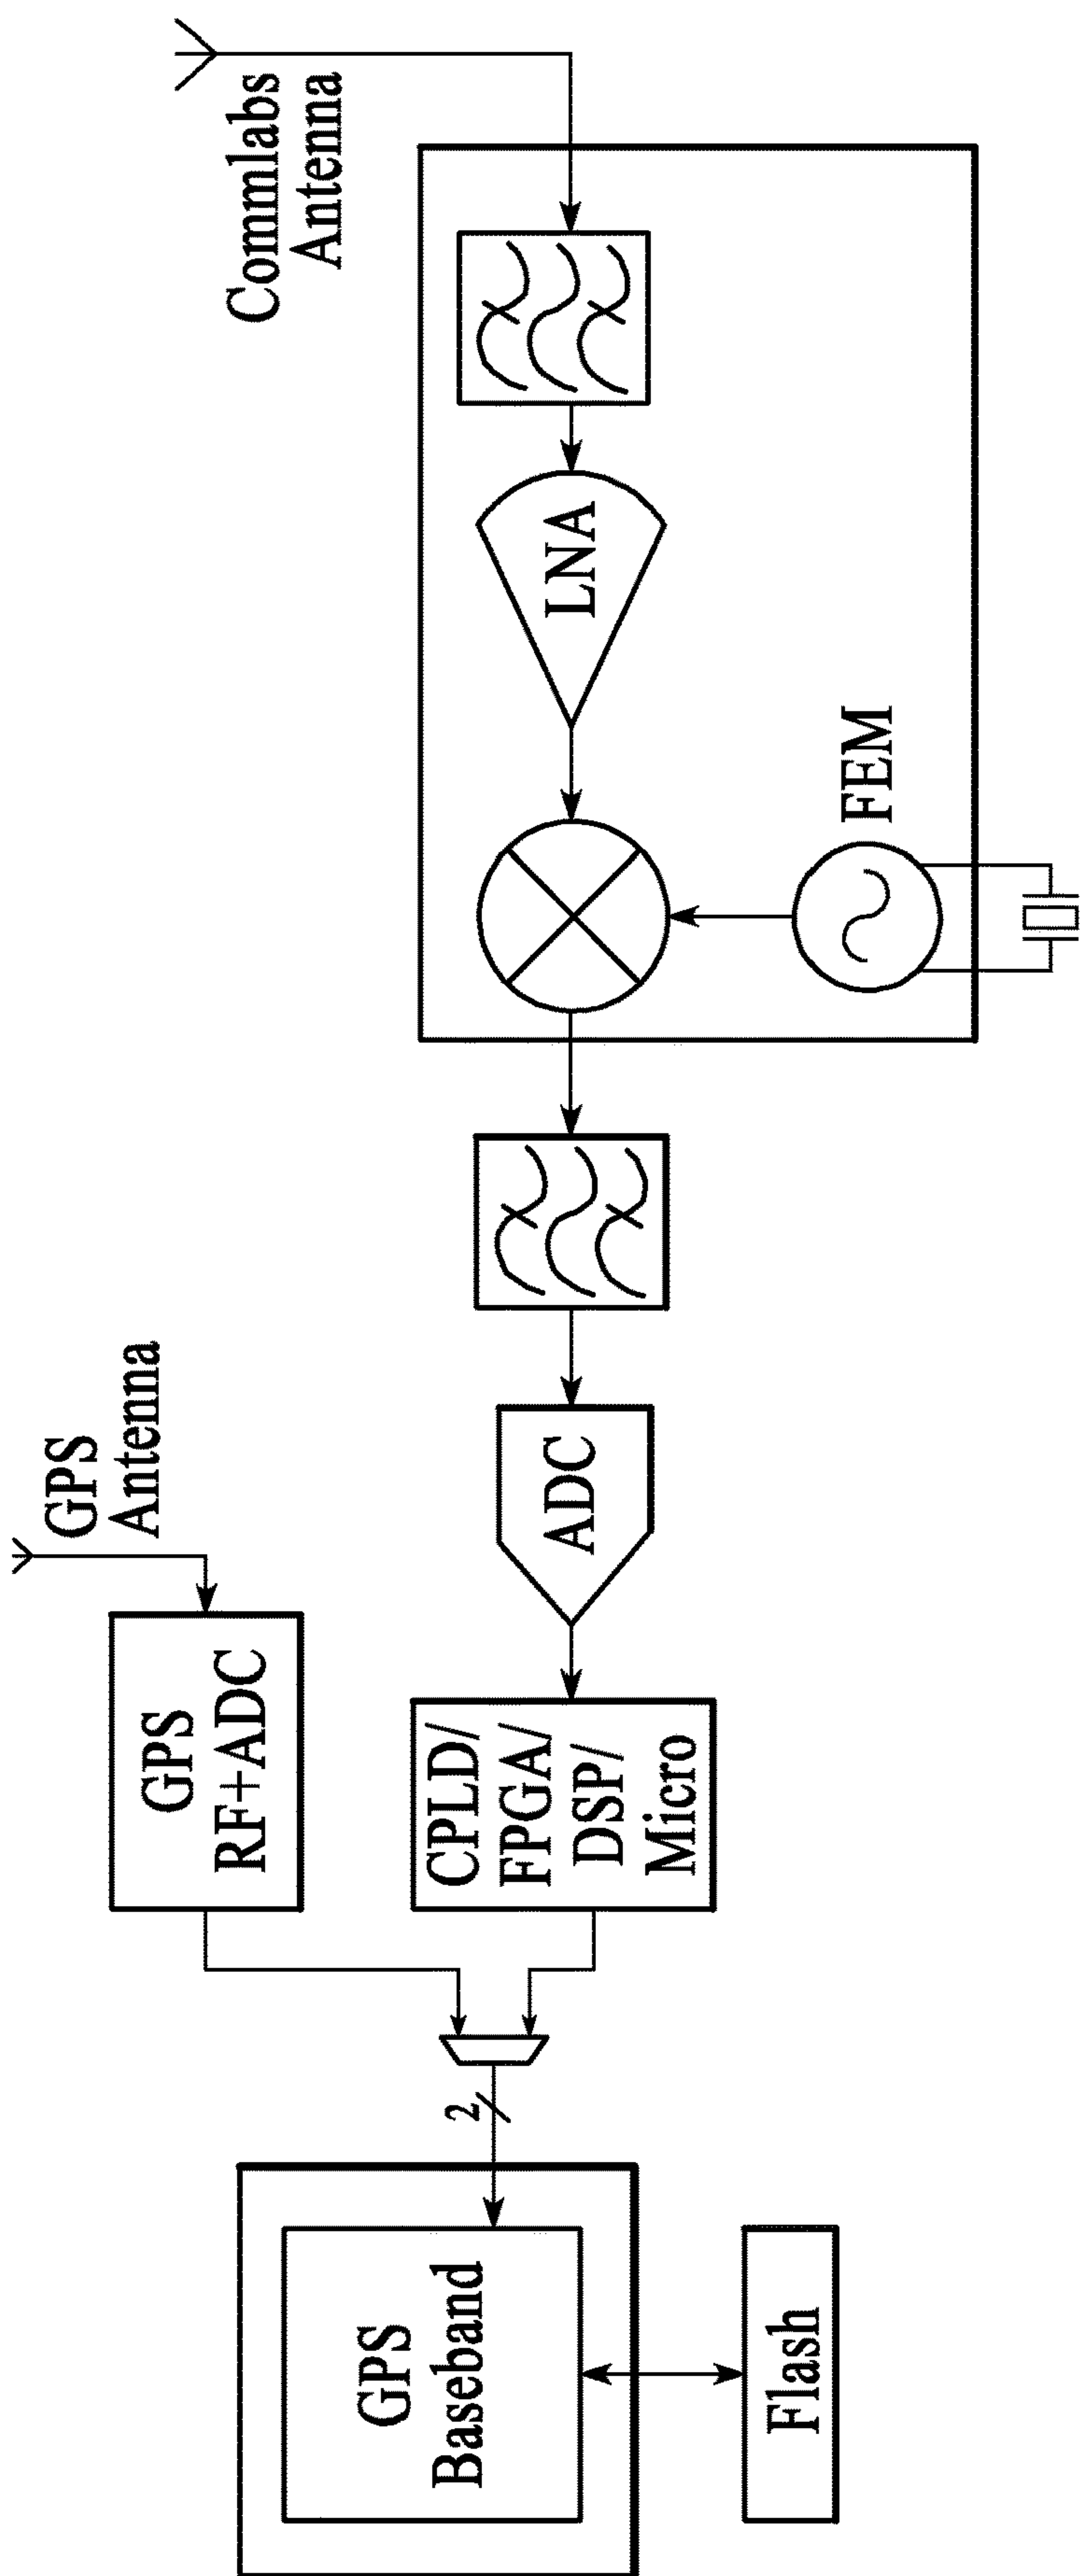 Commlabs
Antenna
LNA
FEM
GPS
Antenna
ADC
GPS
RF+ADC
CPLD/
FPGA/
DSP/
Micro
2
GPS
Baseband
Flash